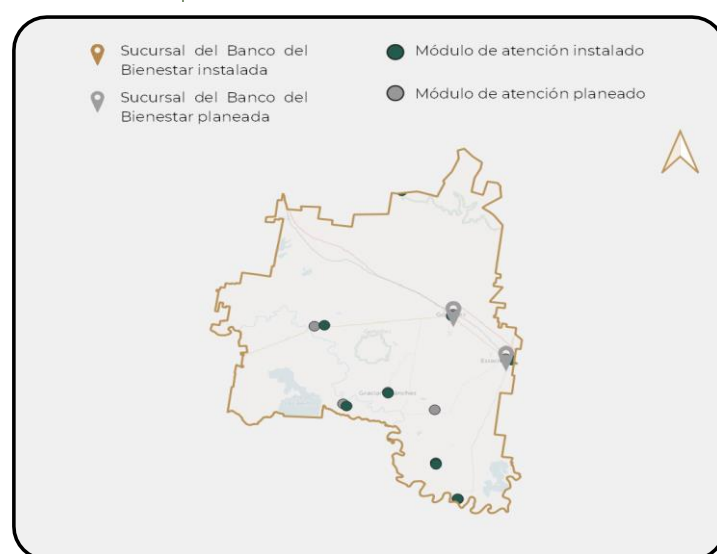 Sucursal del Banco del
Bienestar instalada
Sucursal del Banco del
Bienestar planeada
Módulo de atención instalado
Módulo de atención planeado